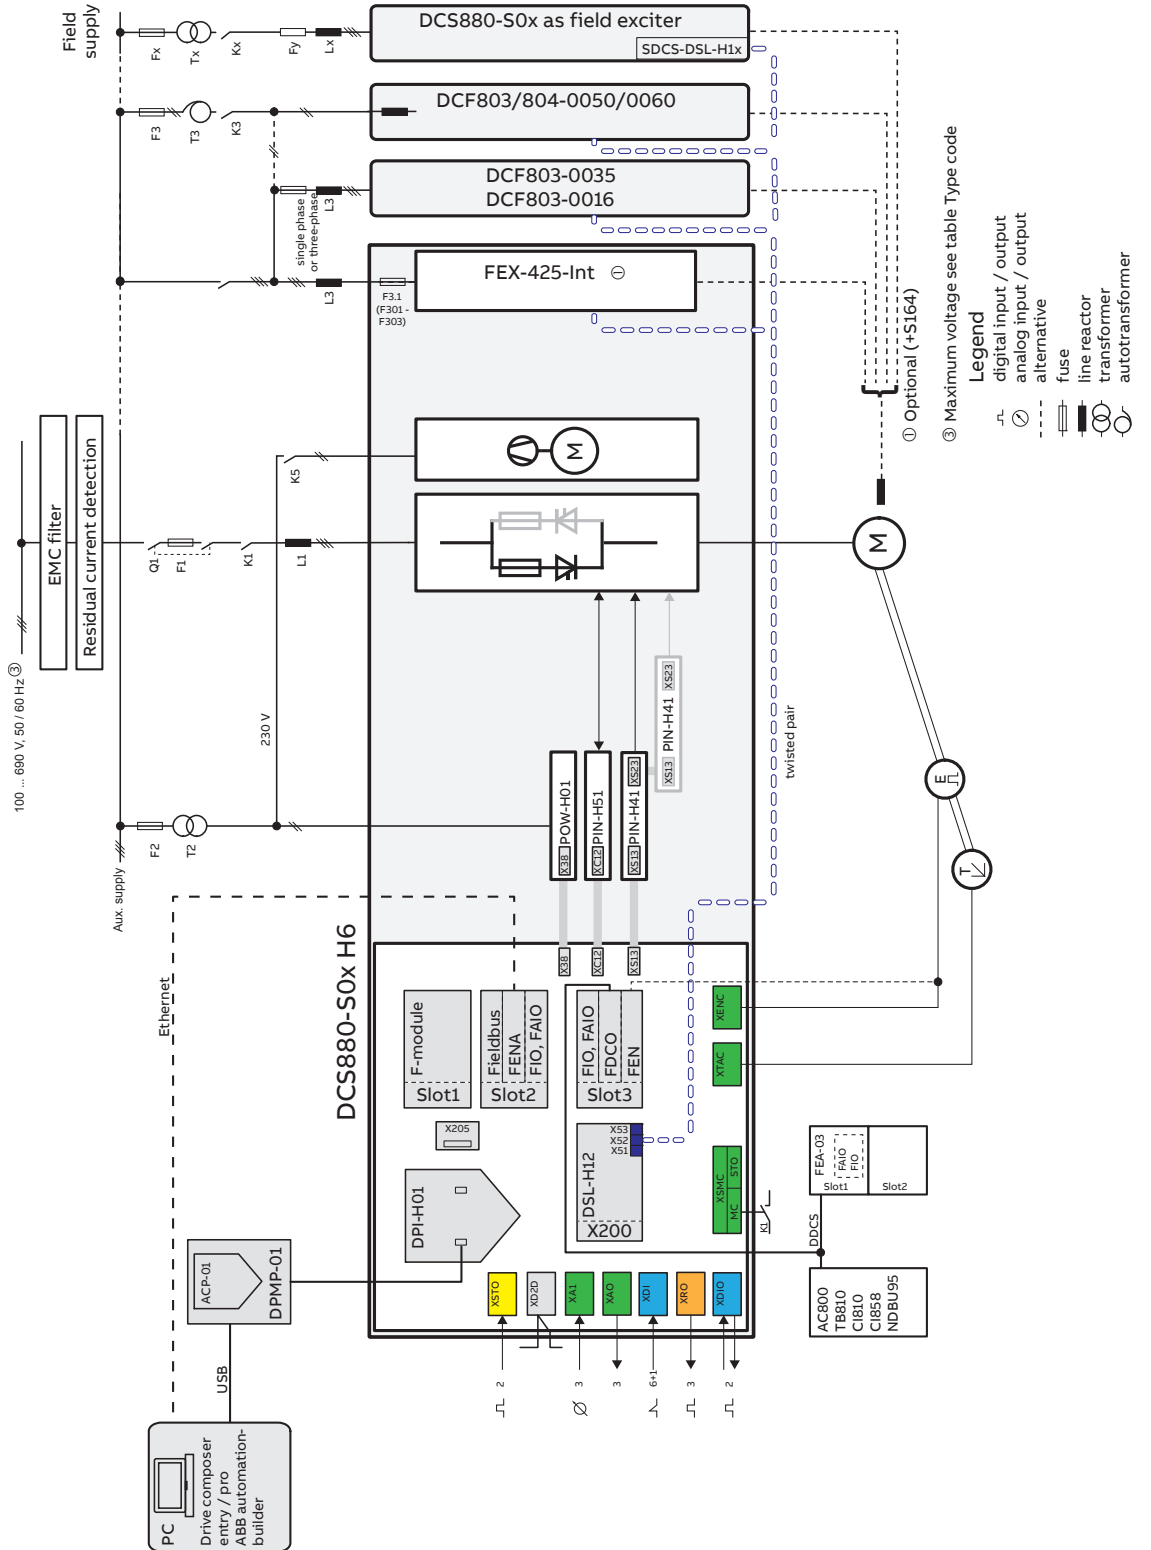 Field
supply
Fx
Tx
Kx
Fy
Lx
DCS880-S0x as field exciter
SDCS-DSL-H1x
F3
T3
K3
DCF803/804-0050/0060
single phase
or three-phase
L3
DCF803-0035
DCF803-0016
L3
F3.1
(F301 -
F303)
FEX-425-Int ①
EMC filter
Residual current detection
100 ... 690 V, 50 / 60 Hz ③
Q1
F1
K1
L1
K5
M
M
230 V
Aux. supply
F2
T2
X38
POW-H01
XC12
PIN-H51
XS13
PIN-H41
XS23
XS13
PIN-H41
XS23
twisted pair
① Optional (+S164)
③ Maximum voltage see table Type code
Legend
digital input / output
analog input / output
alternative
fuse
line reactor
transformer
autotransformer
E
T
Ethernet
DCS880-S0x H6
X38
XC12
XS13
F-module
Slot1
Fieldbus
FENA
FIO, FAIO
Slot2
FIO, FAIO
FDCO
FEN
Slot3
XENC
XTAC
X205
DPI-H01
DSL-H12
X200
X53
X52
X51
XSMC
MC
STO
K1
DDCS
FEA-03
FAIO
FIO
Slot1
Slot2
AC800
TB810
CI810
CI858
NDBU95
XSTO
XD2D
XA1
XAO
XDI
XRO
XDIO
2
3
3
6+1
3
2
ACP-01
DPMP-01
USB
PC
Drive composer
entry / pro
ABB automation-
builder